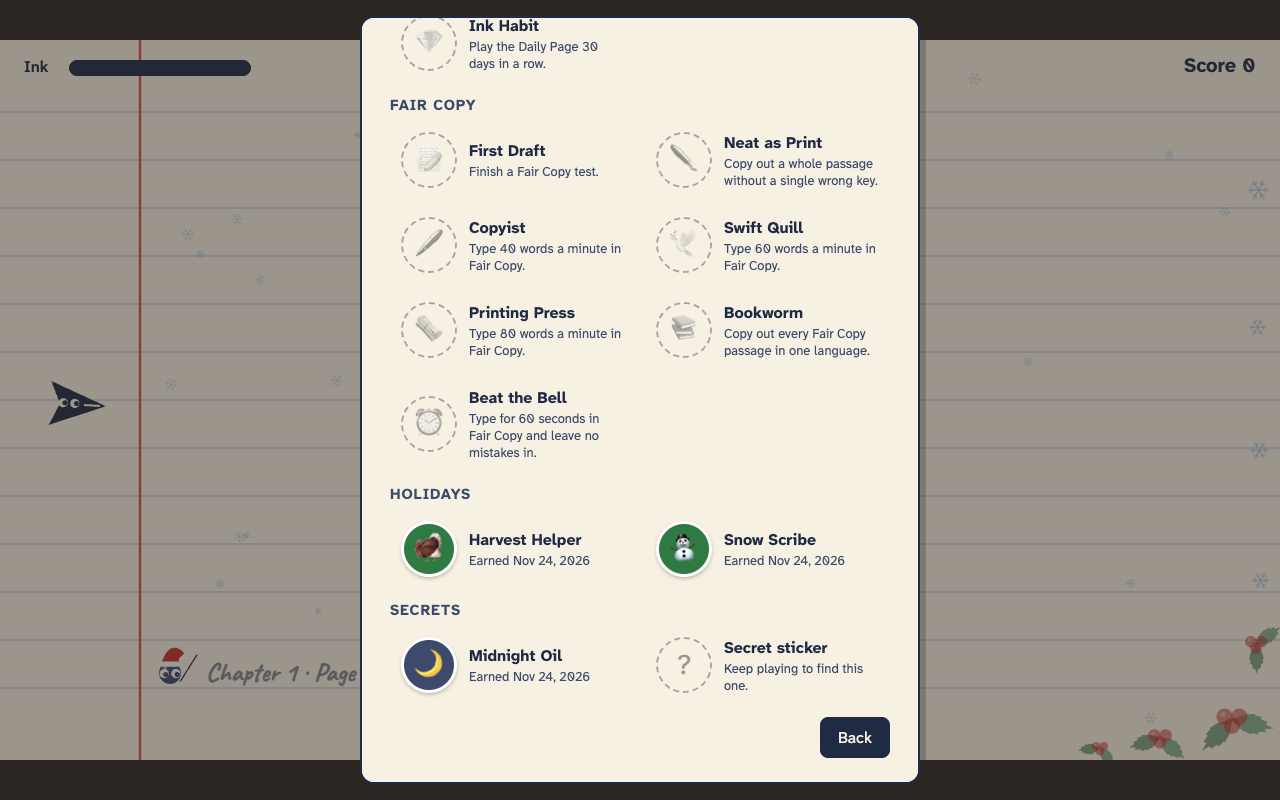 Ink
Score 0
Ink Habit
Play the Daily Page 30
days in a row.
FAIR COPY
First Draft
Finish a Fair Copy test.
Neat as Print
Copy out a whole passage
without a single wrong key.
Copyist
Type 40 words a minute in
Fair Copy.
Swift Quill
Type 60 words a minute in
Fair Copy.
Printing Press
Type 80 words a minute in
Fair Copy.
Bookworm
Copy out every Fair Copy
passage in one language.
Beat the Bell
Type for 60 seconds in
Fair Copy and leave no
mistakes in.
HOLIDAYS
Harvest Helper
Earned Nov 24, 2026
Snow Scribe
Earned Nov 24, 2026
SECRETS
Midnight Oil
Earned Nov 24, 2026
?
Secret sticker
Keep playing to find this
one.
Chapter 1 · Page
Back